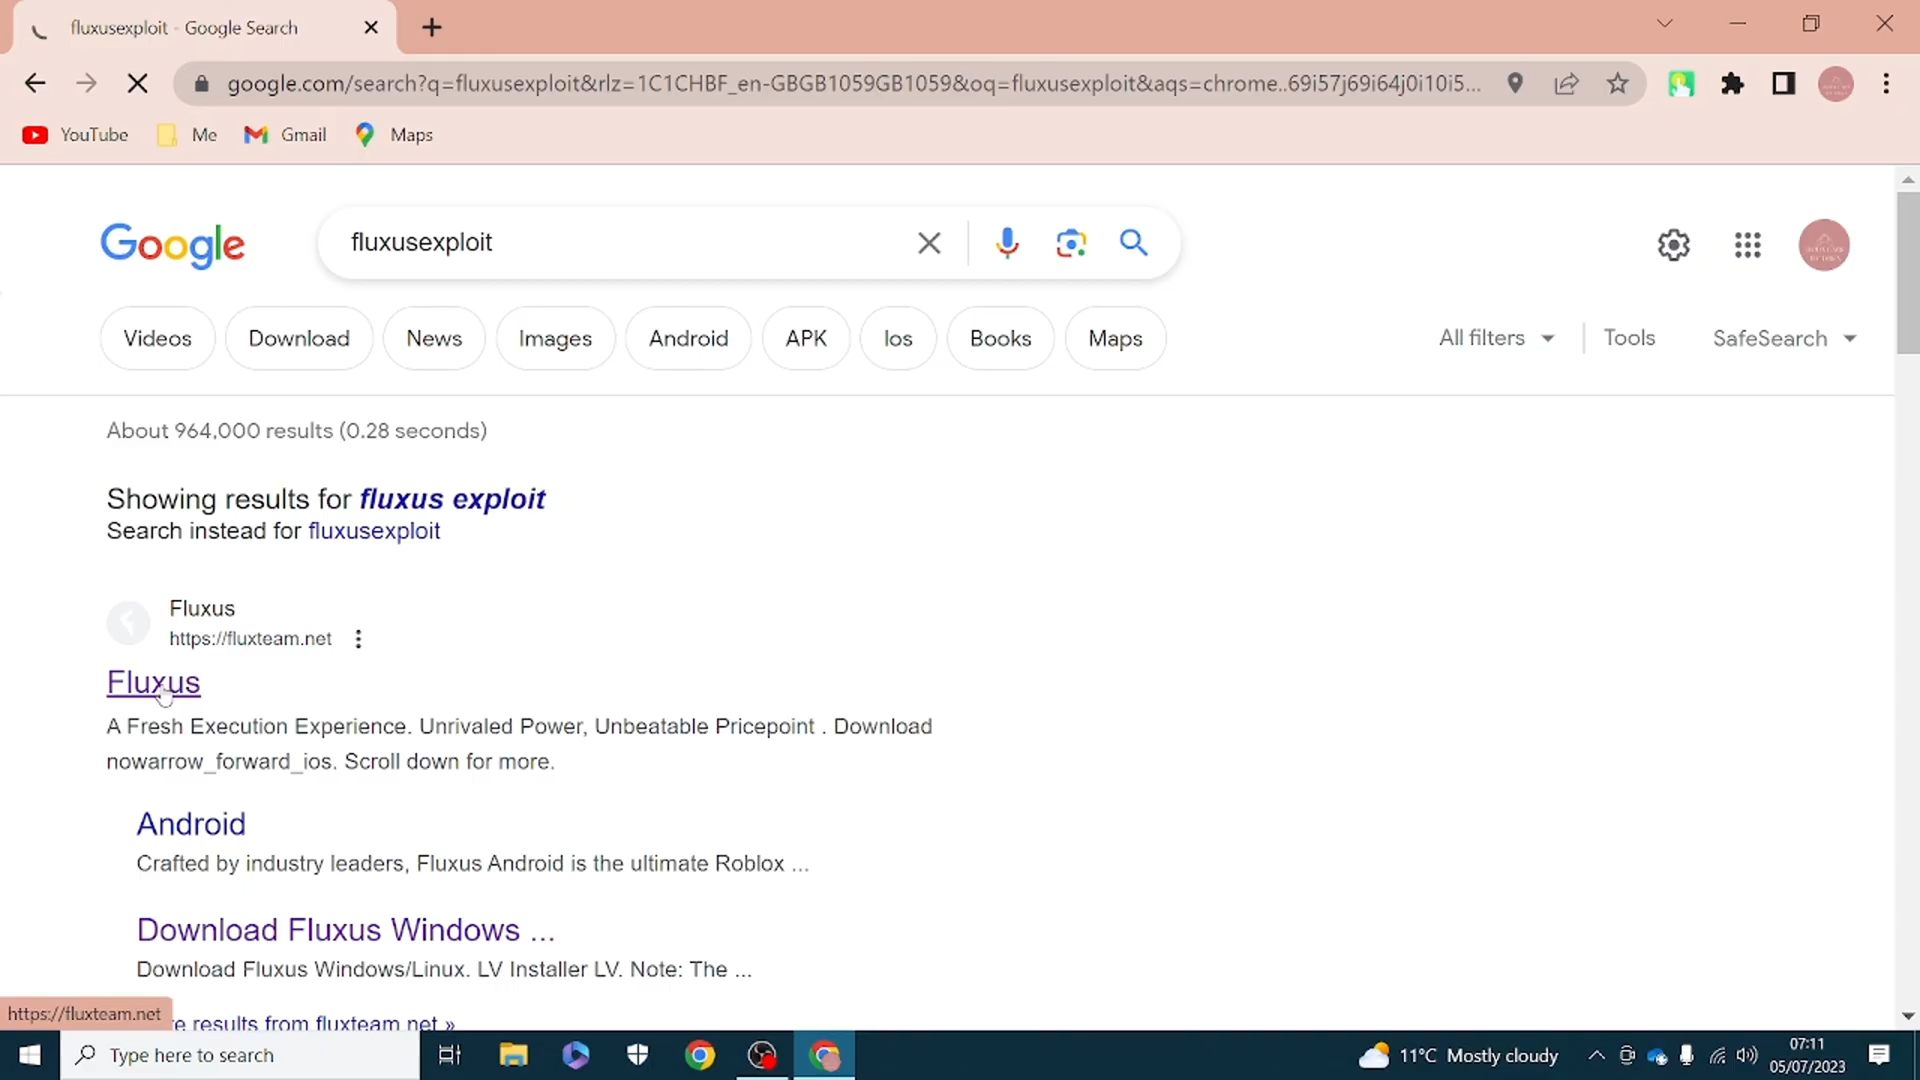 fluxusexploit - Google Search
google.com/search?q=fluxusexploit&rlz=1C1CHBF_en-GBGB1059GB1059&oq=fluxusexploit&aqs=chrome..69i57j69i64j0i10i5...
YouTube Me Gmail Maps
Google
fluxusexploit
Videos Download News Images Android APK Ios Books Maps All filters Tools SafeSearch
About 964,000 results (0.28 seconds)
Showing results for fluxus exploit
Search instead for fluxusexploit
Fluxus
https://fluxteam.net
Fluxus
A Fresh Execution Experience. Unrivaled Power, Unbeatable Pricepoint . Download
nowarrow_forward_ios. Scroll down for more.
Android
Crafted by industry leaders, Fluxus Android is the ultimate Roblox ...
Download Fluxus Windows ...
Download Fluxus Windows/Linux. LV Installer LV. Note: The ...
https://fluxteam.net
results from fluxteam.net »
Type here to search
11°C Mostly cloudy
07:11
05/07/2023